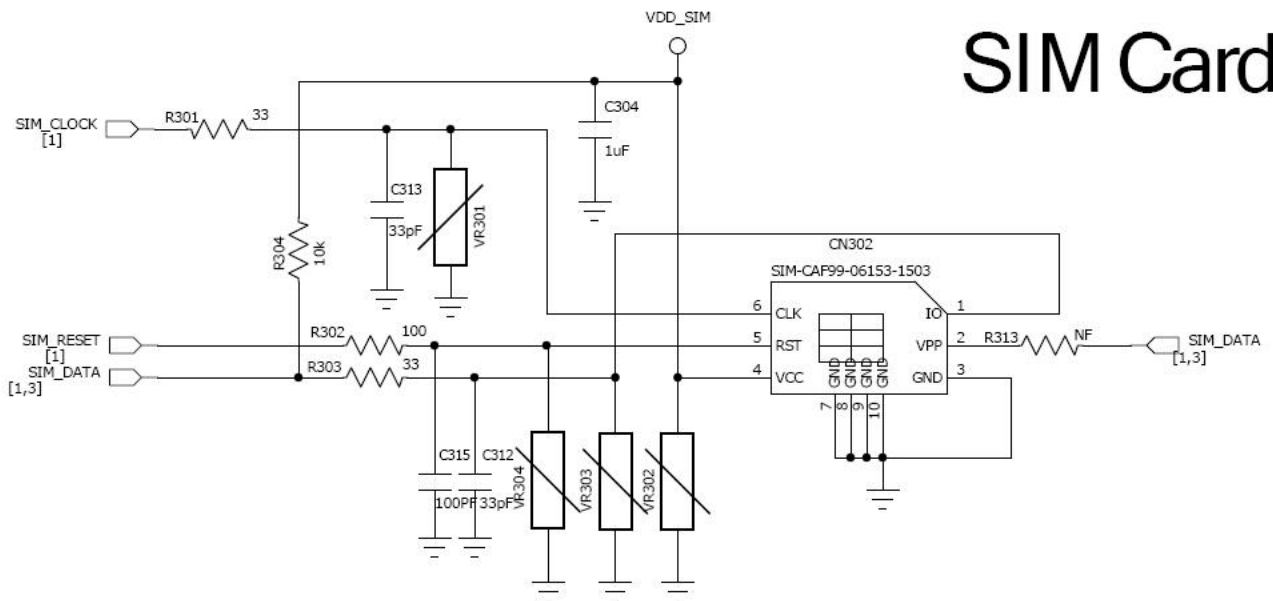 VDD_SIM
SIM Card
C304
1uF
R301
33
SIM_CLOCK
[1]
C313
33pF
VR301
R304
10k
CN302
SIM-CAF99-06153-1503
6
CLK
IO
1
5
RST
VPP
2
4
VCC
GND
3
GND
GND
GND
GND
7
8
9
10
R313
NF
SIM_DATA
[1,3]
SIM_RESET
[1]
R302
100
SIM_DATA
[1,3]
R303
33
C315
100PF
C312
33pF
VR304
VR303
VR302